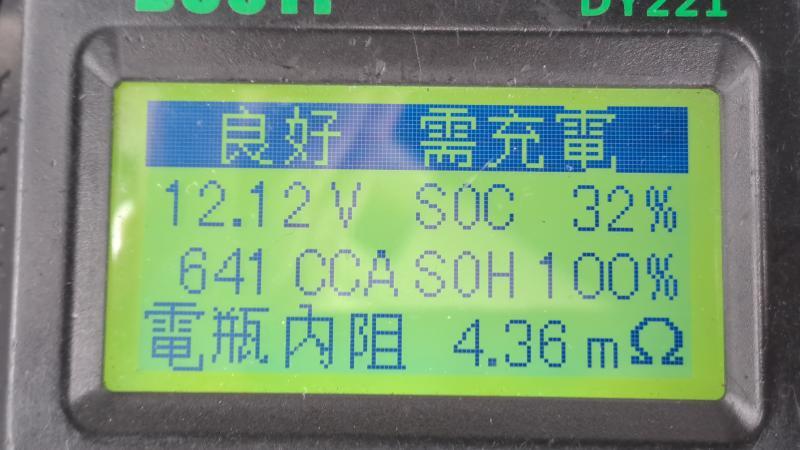 DY221
良好 需充電
12.12V SOC 32%
641 CCA SOH 100%
電瓶內阻 4.36mΩ